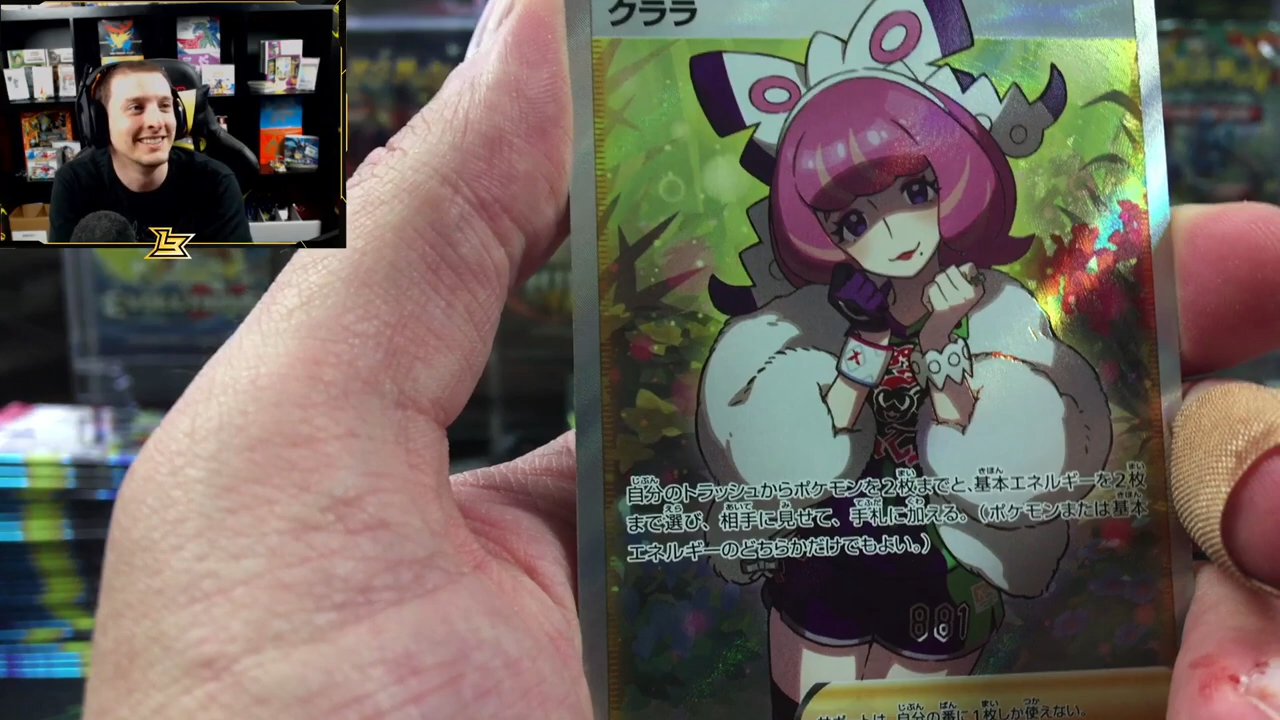 クララ
自分のトラッシュからポケモンを2枚までと、基本エネルギーを2枚
まで選び、相手に見せて、手札に加える。（ポケモンまたは基本
エネルギーのどちらかだけでもよい。）
881
サポートは、自分の番に1枚しか使えない。